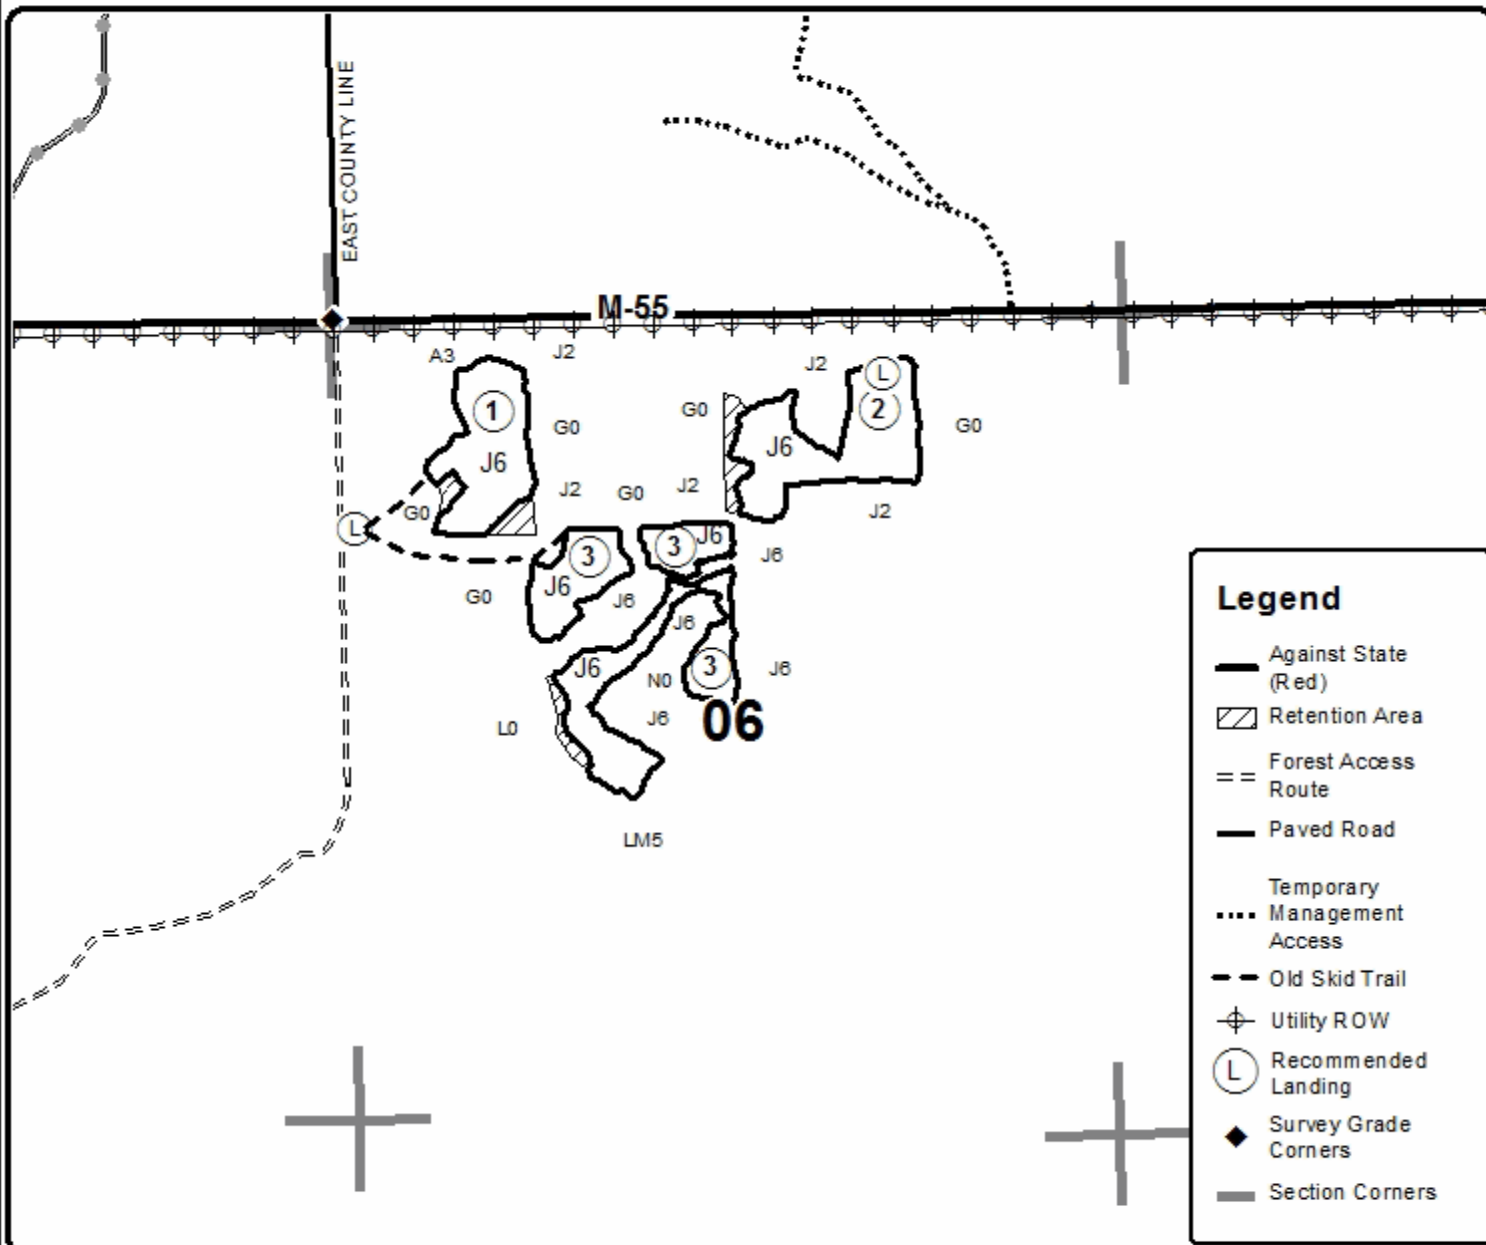 EAST COUNTY LINE
M-55
A3
J2
J2
L
1
G0
G0
2
G0
J6
J6
J2
G0
J2
G0
J2
L
3
3
J6
J6
J6
G0
J6
J6
J6
N0
3
J6
L0
J6
06
LM5
Legend
Against State
(Red)
Retention Area
Forest Access
Route
Paved Road
Temporary
Management
Access
Old Skid Trail
Utility ROW
L
Recommended
Landing
Survey Grade
Corners
Section Corners